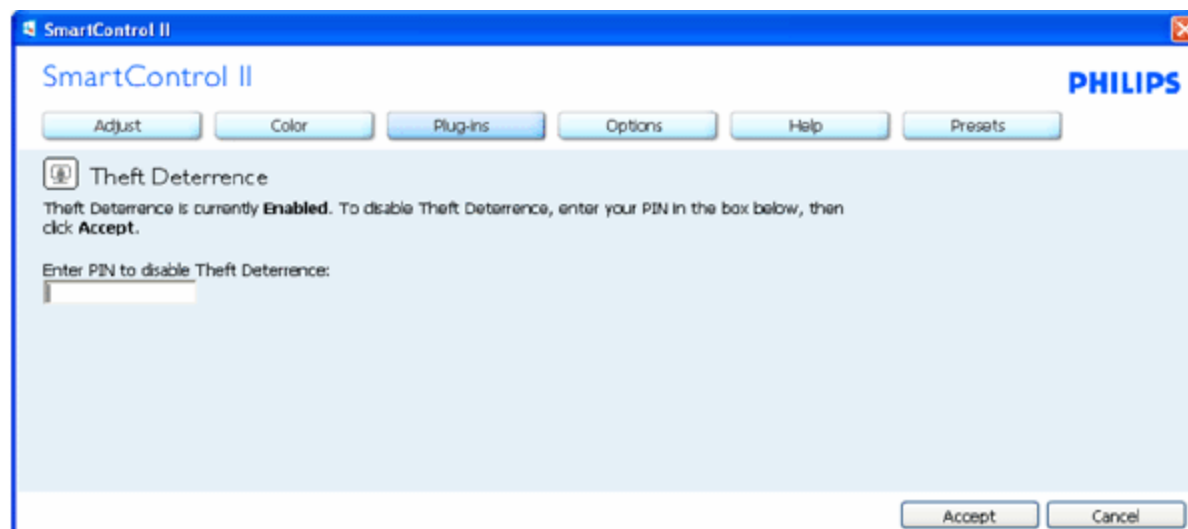 SmartControl II
SmartControl II
PHILIPS
Adjust Color Plug-ins Options Help Presets
Theft Deterrence
Theft Deterrence is currently Enabled. To disable Theft Deterrence, enter your PIN in the box below, then
click Accept.
Enter PIN to disable Theft Deterrence:
Accept Cancel